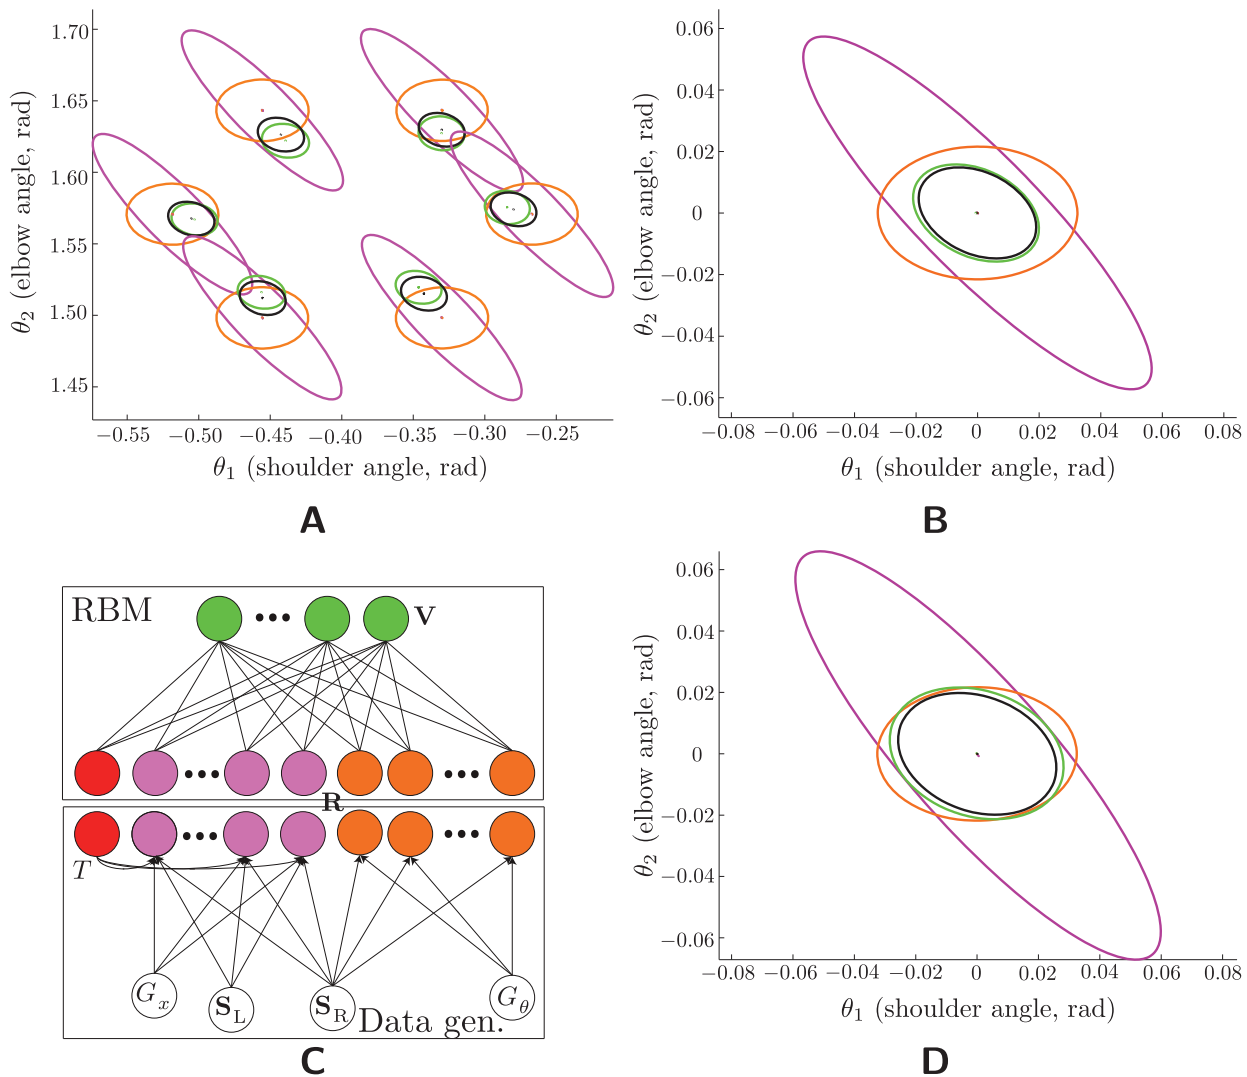 1.70
1.65
1.60
1.55
1.50
1.45
θ2 (elbow angle, rad)
−0.55 −0.50 −0.45 −0.40 −0.35 −0.30 −0.25
θ1 (shoulder angle, rad)
A
0.06
0.04
0.02
0
−0.02
−0.04
−0.06
θ2 (elbow angle, rad)
−0.08 −0.06 −0.04 −0.02 0 0.02 0.04 0.06 0.08
θ1 (shoulder angle, rad)
B
RBM
V
R
T
Gx
SL
SR
Gθ
Data gen.
C
0.06
0.04
0.02
0
−0.02
−0.04
−0.06
θ2 (elbow angle, rad)
−0.08 −0.06 −0.04 −0.02 0 0.02 0.04 0.06 0.08
θ1 (shoulder angle, rad)
D